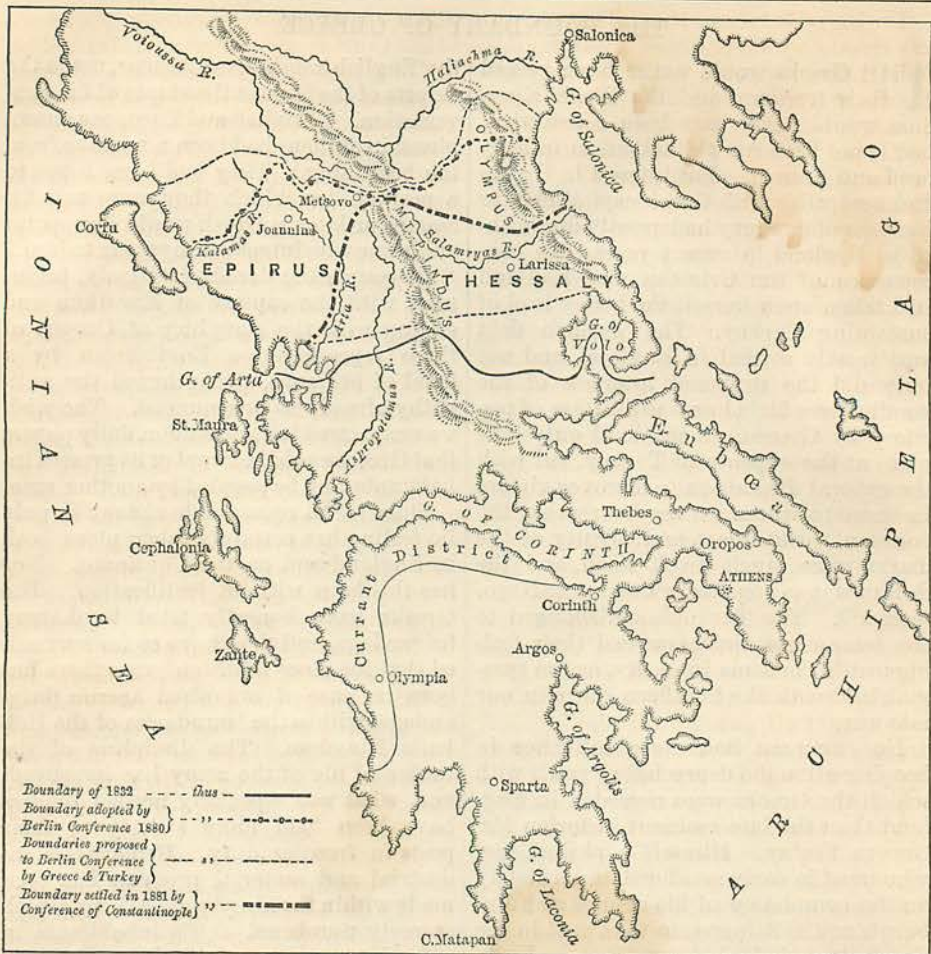 Voioussa R.
Haliachma R.
Salonica
G. of Salonica
OLYMPUS
Metsovo
Corfu
Kalamas R.
Joannina
Salamryas R.
Larissa
EPIRUS
THESSALY
Arta R.
G. of Volo
G. of Arta
St. Maura
Aspropotamus R.
Eubœa
G. OF CORINTH
Thebes
Oropos
Cephalonia
Currant District
ATHENS
Corinth
Zante
Argos
Olympia
G. of Argolis
Sparta
G. of Laconia
C. Matapan
IONIAN SEA
ARCHIPELAGO
Boundary of 1832 thus
Boundary adopted by
Berlin Conference 1880 } „
Boundaries proposed
to Berlin Conference
by Greece & Turkey } „
Boundary settled in 1881 by
Conference of Constantinople } „